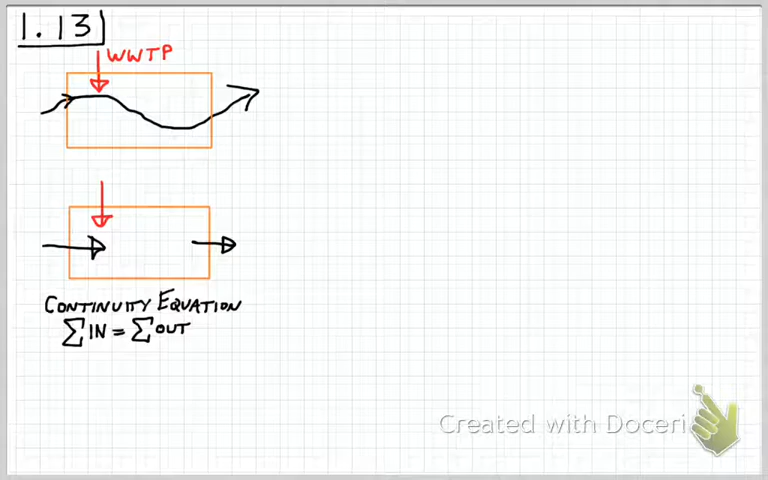 1.13
WWTP
CONTINUITY EQUATION
∑IN = ∑OUT
Created with Doceri